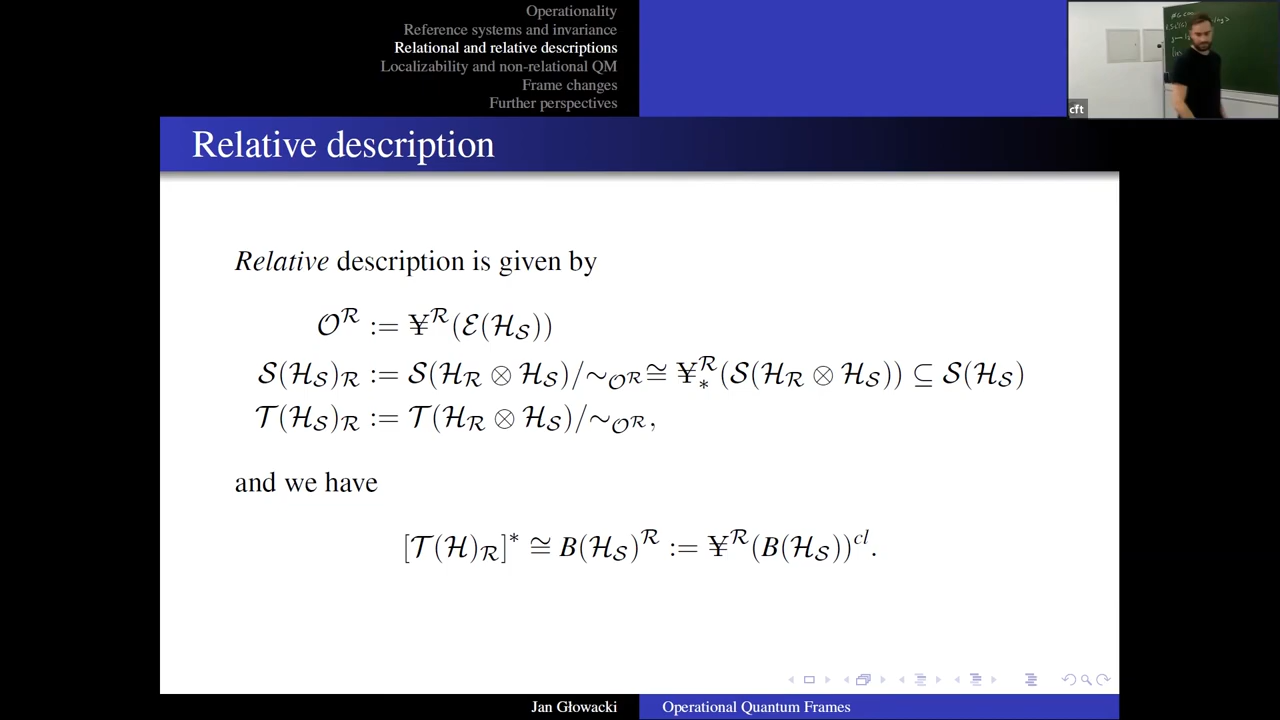 Operationality
Reference systems and invariance
Relational and relative descriptions
Localizability and non-relational QM
Frame changes
Further perspectives
cft
Relative description
Relative description is given by
𝒪^ℛ := ¥^ℛ(ℰ(ℋ_𝒮))
𝒮(ℋ_𝒮)_ℛ := 𝒮(ℋ_ℛ ⊗ ℋ_𝒮)/∼_{𝒪^ℛ} ≅ ¥^ℛ_*(𝒮(ℋ_ℛ ⊗ ℋ_𝒮)) ⊆ 𝒮(ℋ_𝒮)
𝒯(ℋ_𝒮)_ℛ := 𝒯(ℋ_ℛ ⊗ ℋ_𝒮)/∼_{𝒪^ℛ},
and we have
[𝒯(ℋ)_ℛ]^* ≅ B(ℋ_𝒮)^ℛ := ¥^ℛ(B(ℋ_𝒮))^{cl}.
Jan Głowacki
Operational Quantum Frames